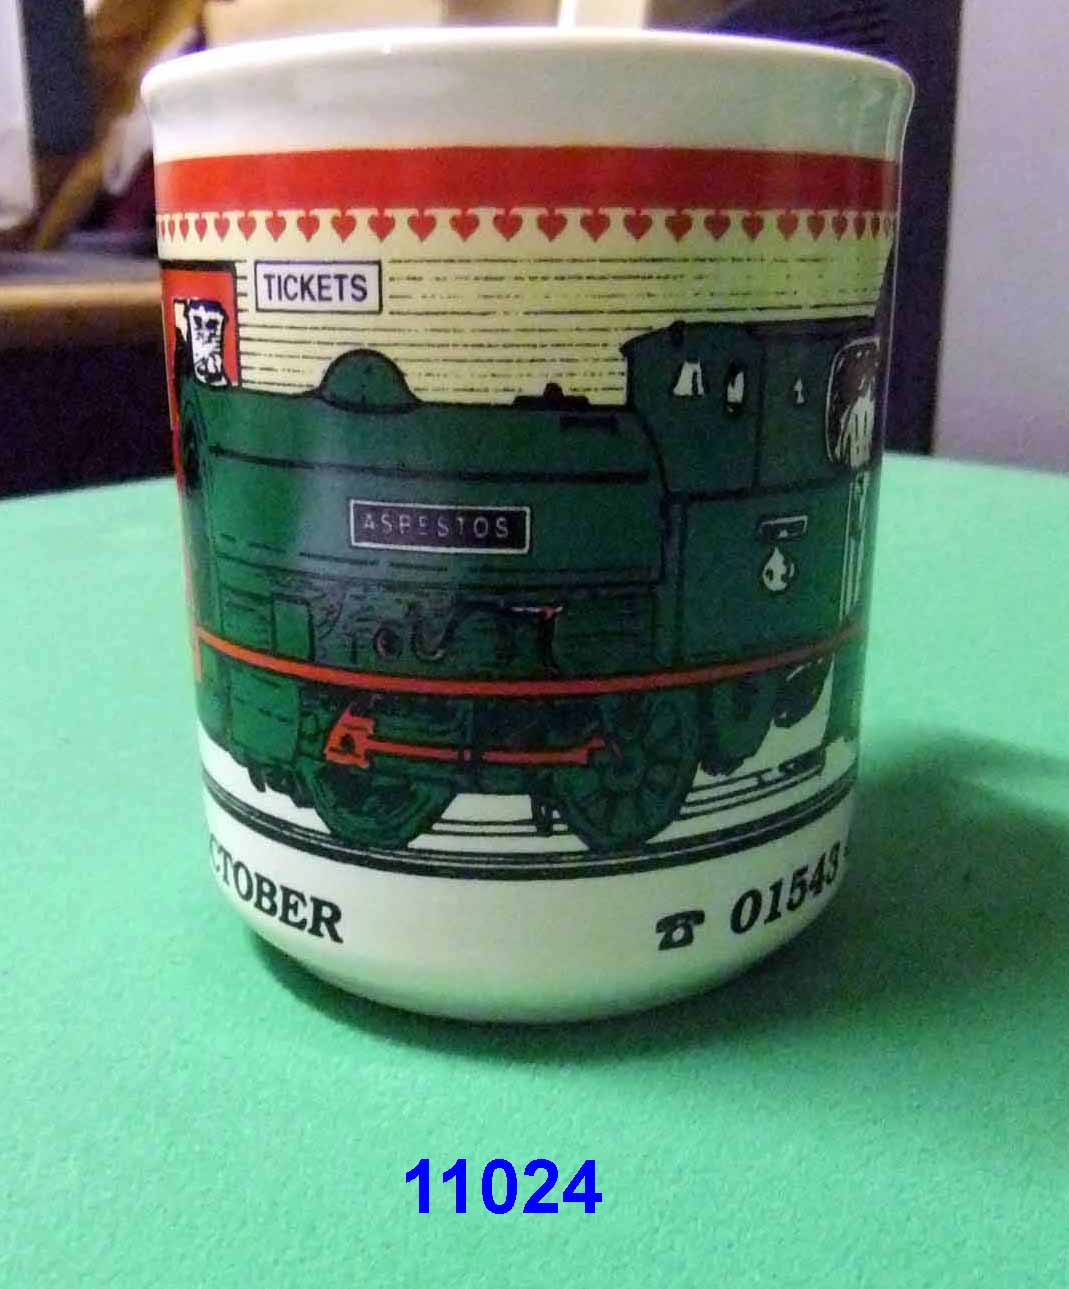 TICKETS
ASBESTOS
CTOBER
☎ 01543
11024